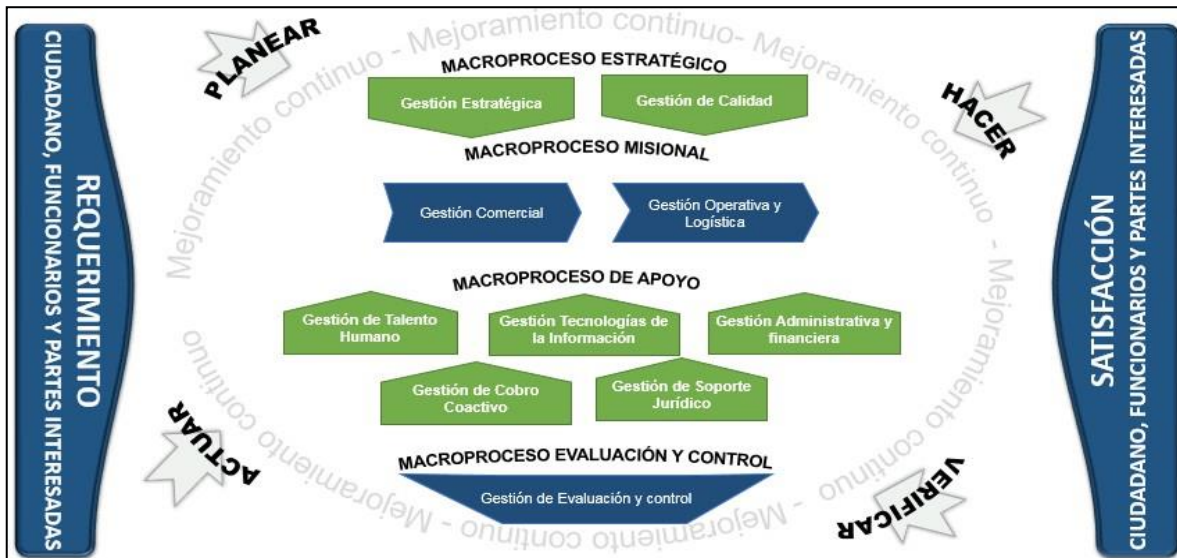 REQUERIMIENTO
CIUDADANO, FUNCIONARIOS Y PARTES INTERESADAS
PLANEAR
HACER
Mejoramiento continuo - Mejoramiento continuo- Mejoramiento continuo - Mejoramiento continuo - Mejoramiento continuo - Mejoramiento continuo
MACROPROCESO ESTRATÉGICO
Gestión Estratégica
Gestión de Calidad
MACROPROCESO MISIONAL
Gestión Comercial
Gestión Operativa y
Logística
MACROPROCESO DE APOYO
Gestión de Talento
Humano
Gestión Tecnologías de
la Información
Gestión Administrativa y
financiera
Gestión de Cobro
Coactivo
Gestión de Soporte
Jurídico
MACROPROCESO EVALUACIÓN Y CONTROL
Gestión de Evaluación y control
ACTUAR
VERIFICAR
SATISFACCIÓN
CIUDADANO, FUNCIONARIOS Y PARTES INTERESADAS